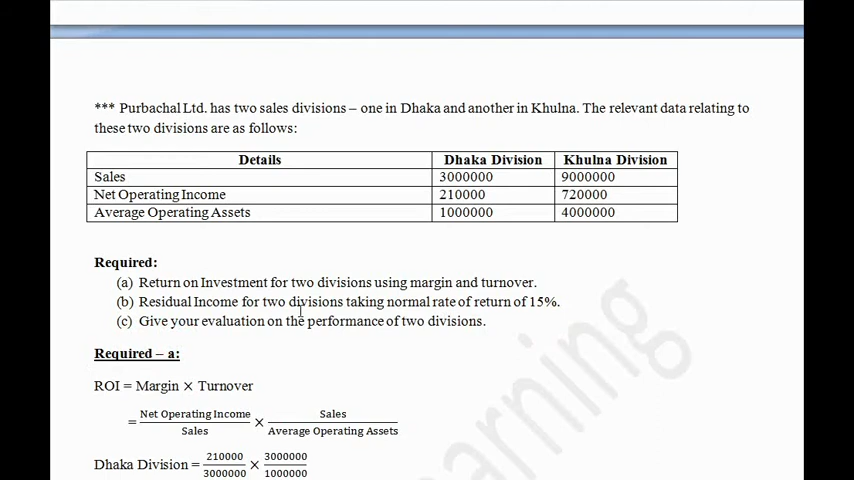 *** Purbachal Ltd. has two sales divisions – one in Dhaka and another in Khulna. The relevant data relating to
these two divisions are as follows:
Details Dhaka Division Khulna Division
Sales 3000000 9000000
Net Operating Income 210000 720000
Average Operating Assets 1000000 4000000
Required:
(a) Return on Investment for two divisions using margin and turnover.
(b) Residual Income for two divisions taking normal rate of return of 15%.
(c) Give your evaluation on the performance of two divisions.
Required – a:
ROI = Margin × Turnover
= Net Operating Income / Sales × Sales / Average Operating Assets
Dhaka Division = 210000 / 3000000 × 3000000 / 1000000